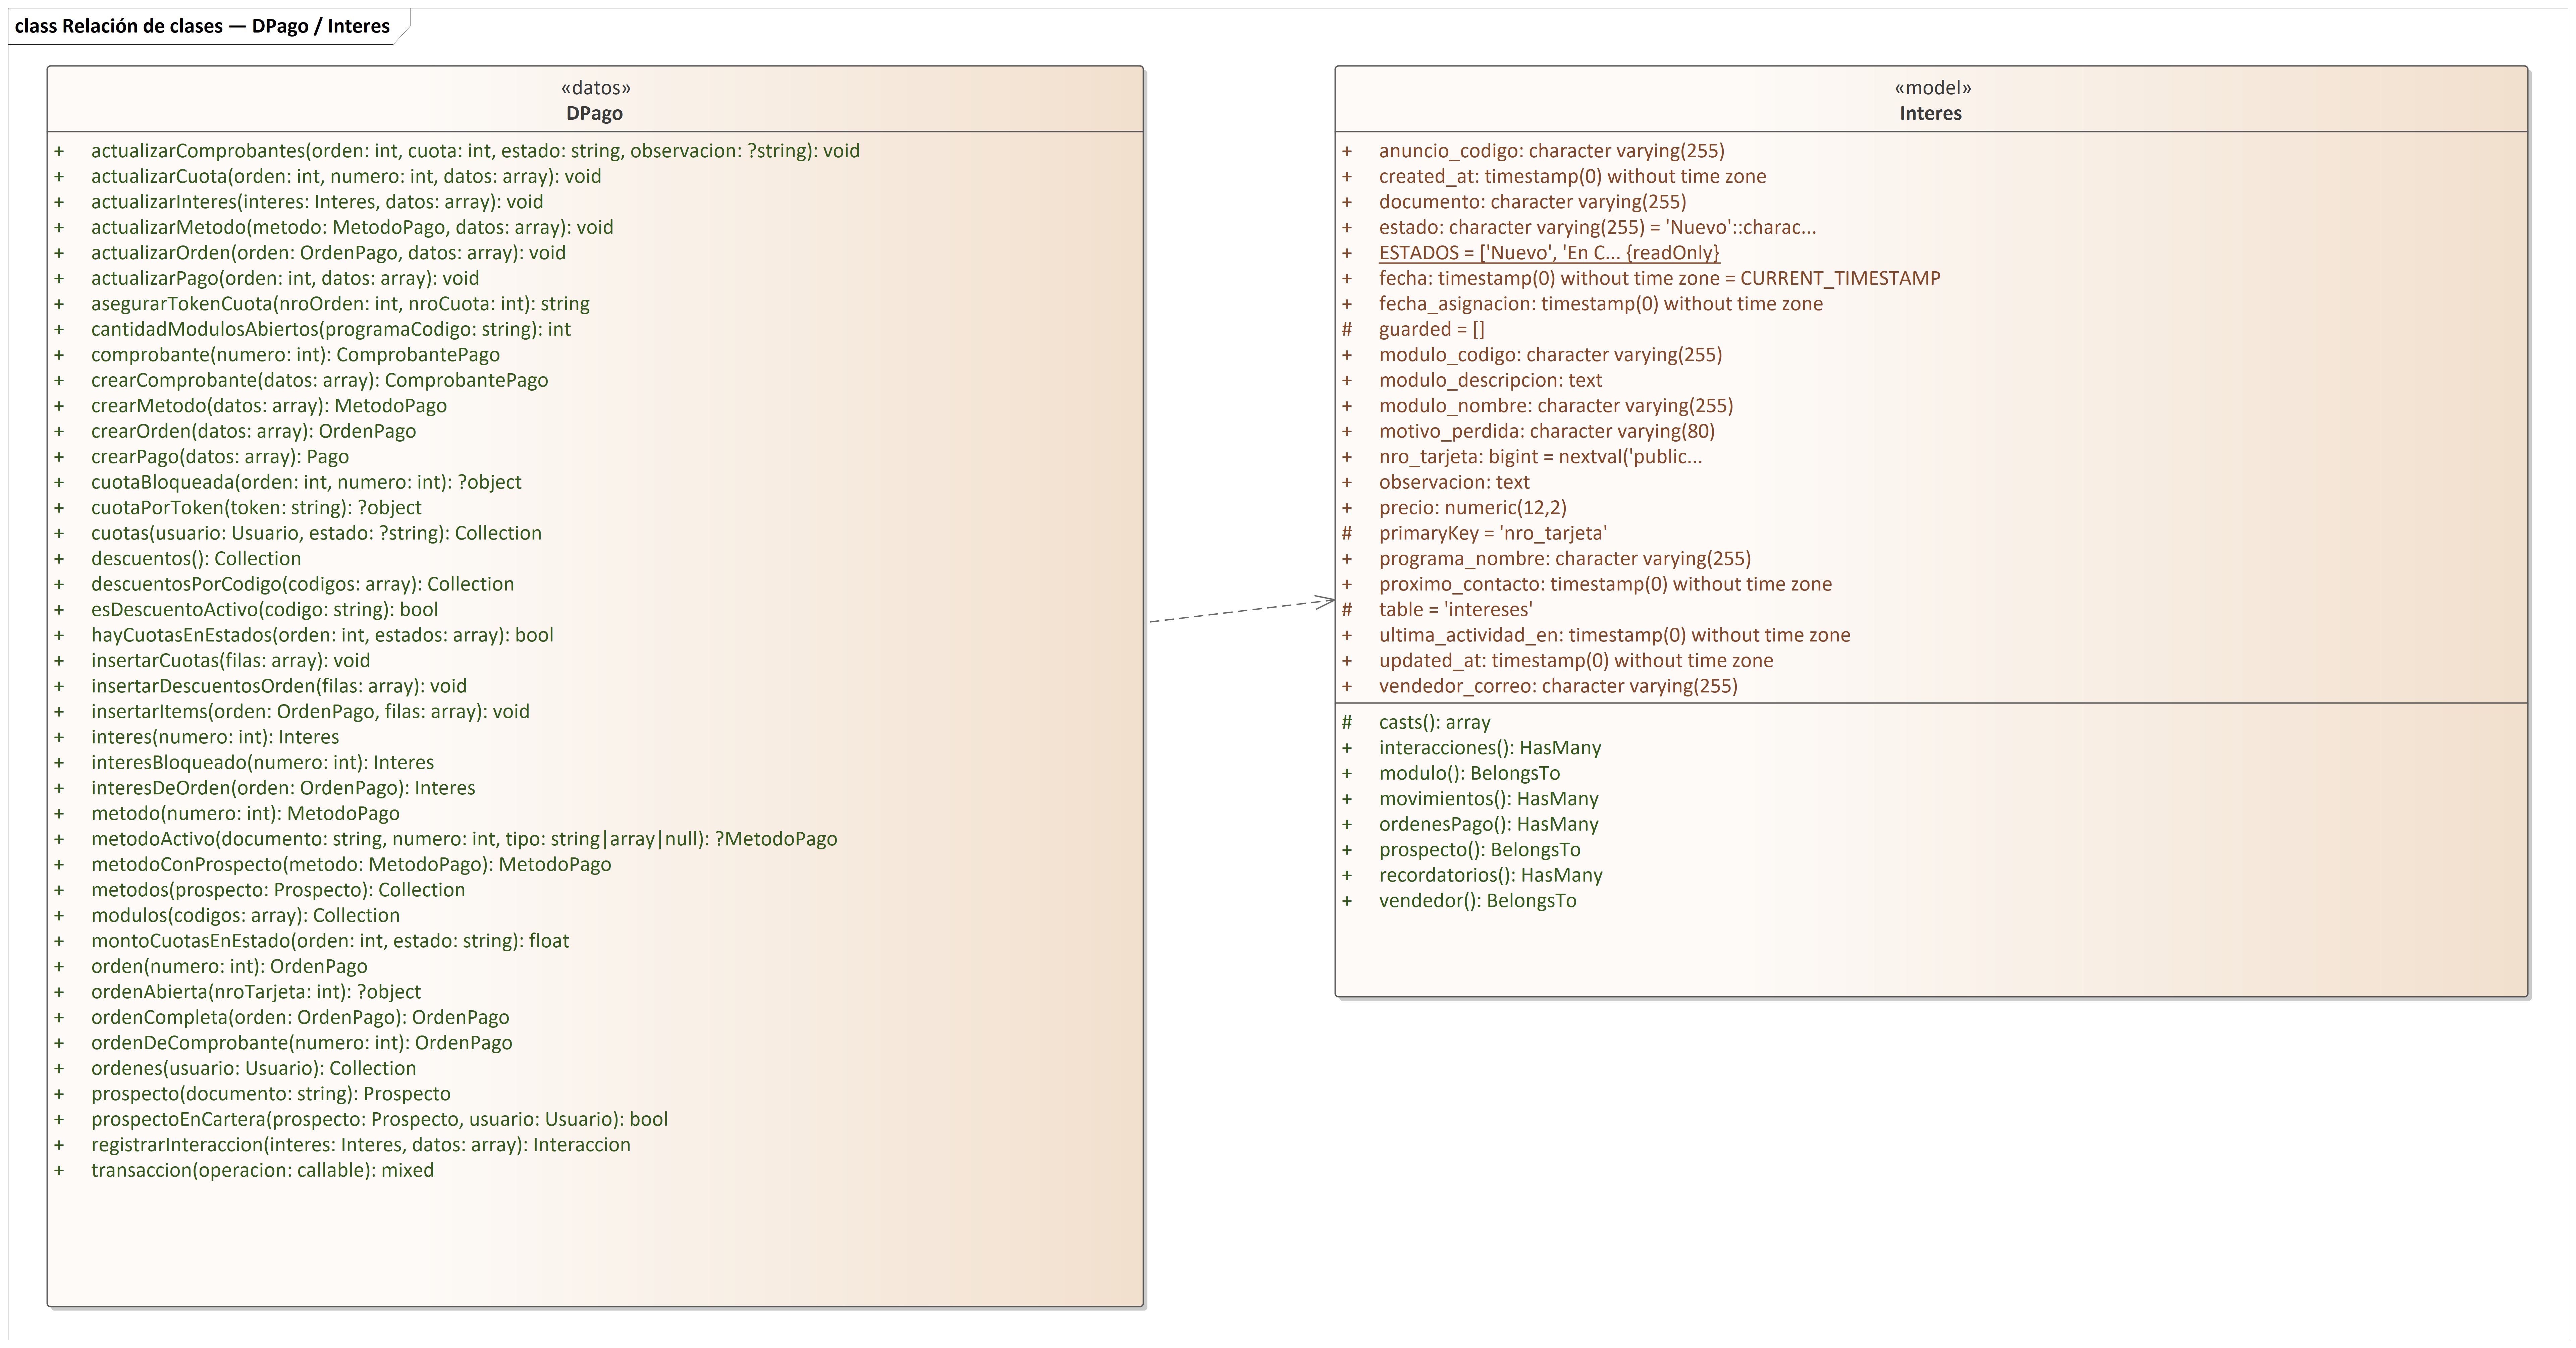 class Relación de clases — DPago / Interes
«datos»
DPago
+ actualizarComprobantes(orden: int, cuota: int, estado: string, observacion: ?string): void
+ actualizarCuota(orden: int, numero: int, datos: array): void
+ actualizarInteres(interes: Interes, datos: array): void
+ actualizarMetodo(metodo: MetodoPago, datos: array): void
+ actualizarOrden(orden: OrdenPago, datos: array): void
+ actualizarPago(orden: int, datos: array): void
+ asegurarTokenCuota(nroOrden: int, nroCuota: int): string
+ cantidadModulosAbiertos(programaCodigo: string): int
+ comprobante(numero: int): ComprobantePago
+ crearComprobante(datos: array): ComprobantePago
+ crearMetodo(datos: array): MetodoPago
+ crearOrden(datos: array): OrdenPago
+ crearPago(datos: array): Pago
+ cuotaBloqueada(orden: int, numero: int): ?object
+ cuotaPorToken(token: string): ?object
+ cuotas(usuario: Usuario, estado: ?string): Collection
+ descuentos(): Collection
+ descuentosPorCodigo(codigos: array): Collection
+ esDescuentoActivo(codigo: string): bool
+ hayCuotasEnEstados(orden: int, estados: array): bool
+ insertarCuotas(filas: array): void
+ insertarDescuentosOrden(filas: array): void
+ insertarItems(orden: OrdenPago, filas: array): void
+ interes(numero: int): Interes
+ interesBloqueado(numero: int): Interes
+ interesDeOrden(orden: OrdenPago): Interes
+ metodo(numero: int): MetodoPago
+ metodoActivo(documento: string, numero: int, tipo: string|array|null): ?MetodoPago
+ metodoConProspecto(metodo: MetodoPago): MetodoPago
+ metodos(prospecto: Prospecto): Collection
+ modulos(codigos: array): Collection
+ montoCuotasEnEstado(orden: int, estado: string): float
+ orden(numero: int): OrdenPago
+ ordenAbierta(nroTarjeta: int): ?object
+ ordenCompleta(orden: OrdenPago): OrdenPago
+ ordenDeComprobante(numero: int): OrdenPago
+ ordenes(usuario: Usuario): Collection
+ prospecto(documento: string): Prospecto
+ prospectoEnCartera(prospecto: Prospecto, usuario: Usuario): bool
+ registrarInteraccion(interes: Interes, datos: array): Interaccion
+ transaccion(operacion: callable): mixed
«model»
Interes
+ anuncio_codigo: character varying(255)
+ created_at: timestamp(0) without time zone
+ documento: character varying(255)
+ estado: character varying(255) = 'Nuevo'::charac...
+ ESTADOS = ['Nuevo', 'En C... {readOnly}
+ fecha: timestamp(0) without time zone = CURRENT_TIMESTAMP
+ fecha_asignacion: timestamp(0) without time zone
# guarded = []
+ modulo_codigo: character varying(255)
+ modulo_descripcion: text
+ modulo_nombre: character varying(255)
+ motivo_perdida: character varying(80)
+ nro_tarjeta: bigint = nextval('public...
+ observacion: text
+ precio: numeric(12,2)
# primaryKey = 'nro_tarjeta'
+ programa_nombre: character varying(255)
+ proximo_contacto: timestamp(0) without time zone
# table = 'intereses'
+ ultima_actividad_en: timestamp(0) without time zone
+ updated_at: timestamp(0) without time zone
+ vendedor_correo: character varying(255)
# casts(): array
+ interacciones(): HasMany
+ modulo(): BelongsTo
+ movimientos(): HasMany
+ ordenesPago(): HasMany
+ prospecto(): BelongsTo
+ recordatorios(): HasMany
+ vendedor(): BelongsTo